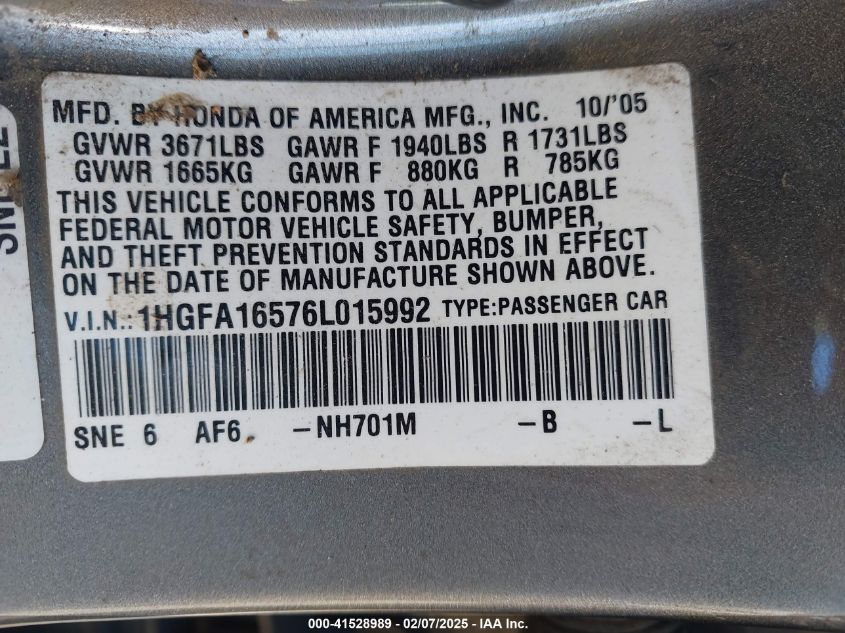 MFD. BY HONDA OF AMERICA MFG., INC. 10/'05
GVWR 3671LBS GAWR F 1940LBS R 1731LBS
GVWR 1665KG GAWR F 880KG R 785KG
THIS VEHICLE CONFORMS TO ALL APPLICABLE
FEDERAL MOTOR VEHICLE SAFETY, BUMPER,
AND THEFT PREVENTION STANDARDS IN EFFECT
ON THE DATE OF MANUFACTURE SHOWN ABOVE.
V.I.N.: 1HGFA16576L015992 TYPE:PASSENGER CAR
SNE 6 AF6 -NH701M -B -L
000-41528989 - 02/07/2025 - IAA Inc.